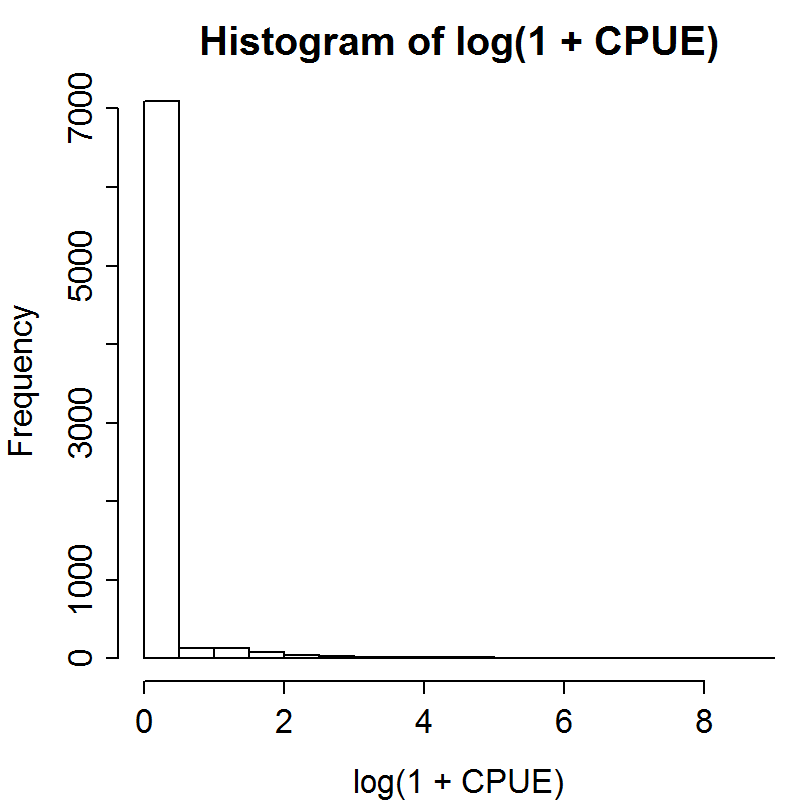 Histogram of log(1 + CPUE)
Frequency
7000
5000
3000
1000
0
0 2 4 6 8
log(1 + CPUE)